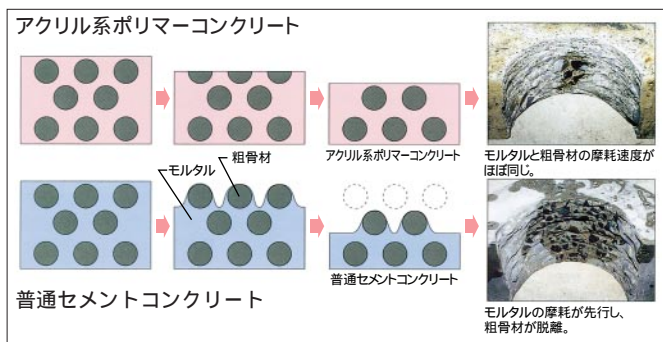 アクリル系ポリマーコンクリート
粗骨材
モルタル
アクリル系ポリマーコンクリート
モルタルと粗骨材の摩耗速度が
ほぼ同じ。
普通セメントコンクリート
普通セメントコンクリート
モルタルの摩耗が先行し、
粗骨材が脱離。